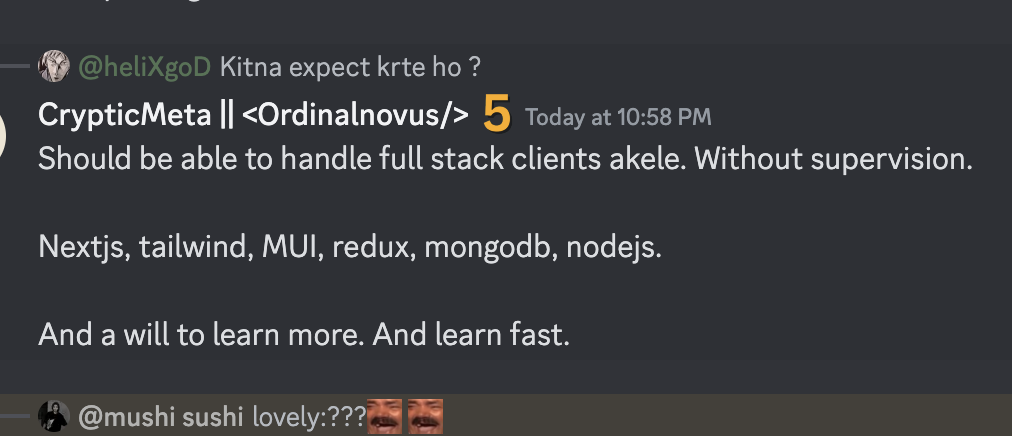 @heliXgoD Kitna expect krte ho ?
CrypticMeta || <Ordinalnovus/> 5 Today at 10:58 PM
Should be able to handle full stack clients akele. Without supervision.
Nextjs, tailwind, MUI, redux, mongodb, nodejs.
And a will to learn more. And learn fast.
@mushi sushi lovely:???